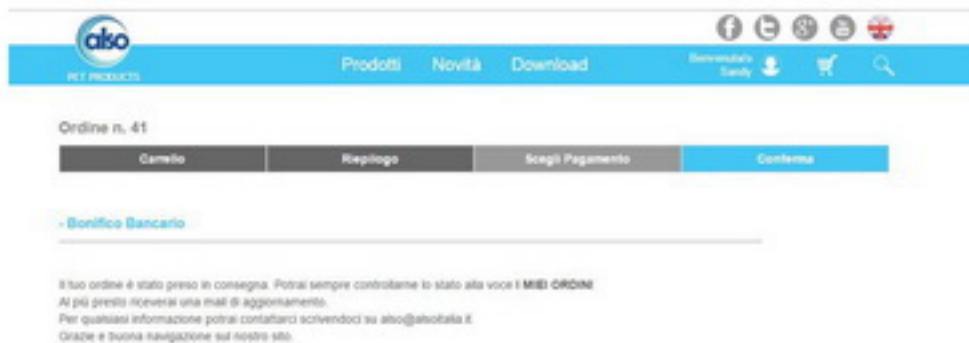 also
PET PRODUCTS
Prodotti Novità Download
Benvenuta/o
Sandy
Ordine n. 41
Carrello Riepilogo Scegli Pagamento Conferma
- Bonifico Bancario
Il tuo ordine è stato preso in consegna. Potrai sempre controllarne lo stato alla voce I MIEI ORDINI
Al più presto riceverai una mail di aggiornamento.
Per qualsiasi informazione potrai contattarci scrivendoci su also@alsoitalia.it
Grazie e buona navigazione sul nostro sito.